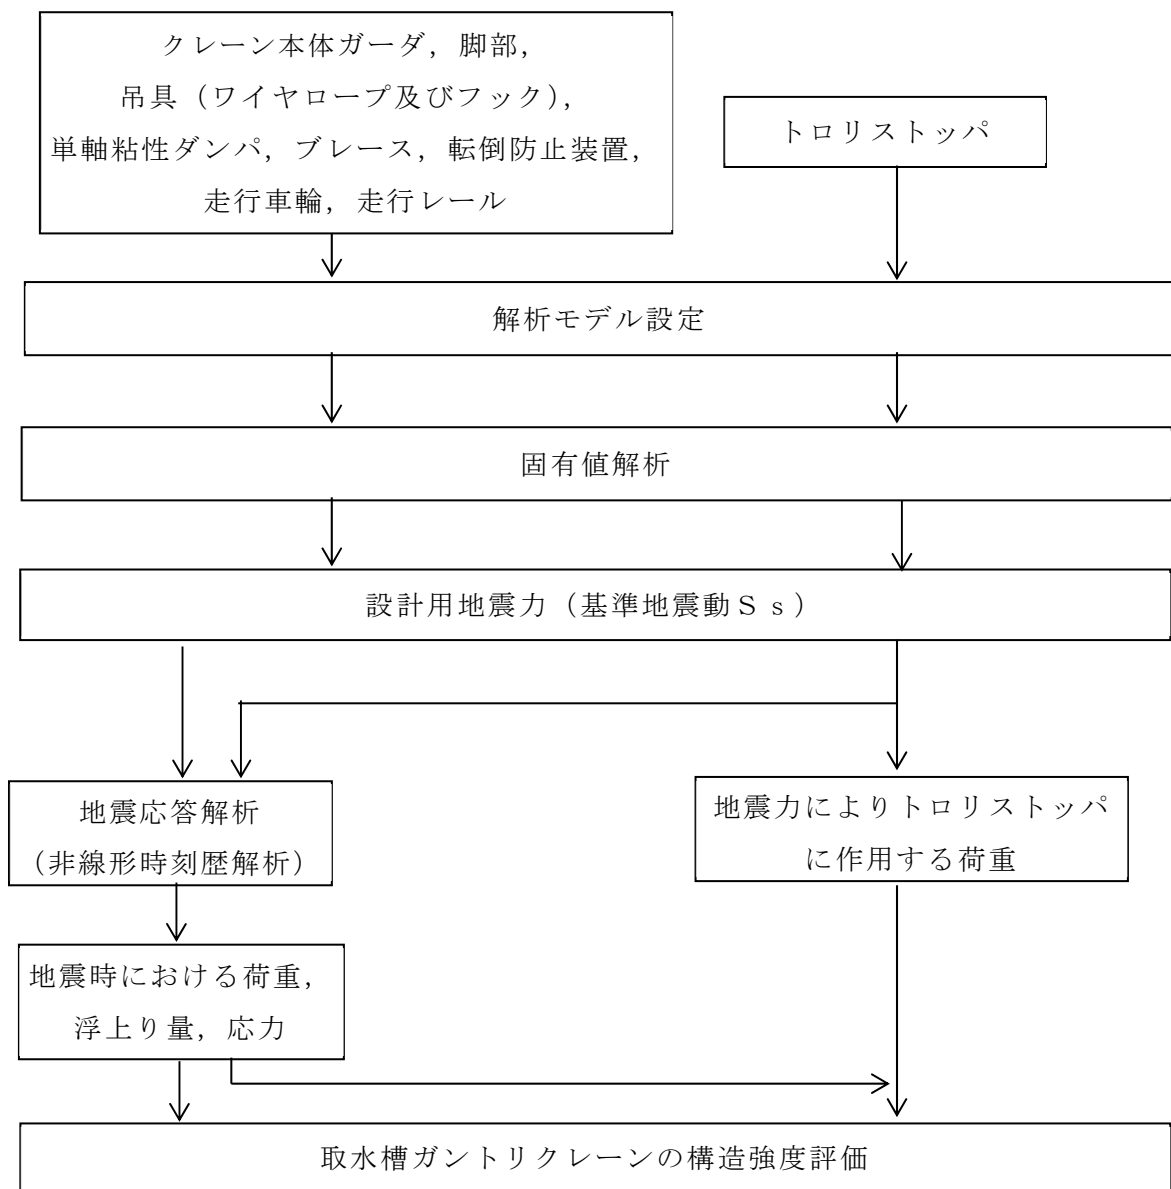 クレーン本体ガーダ，脚部，
吊具（ワイヤロープ及びフック），
単軸粘性ダンパ，ブレース，転倒防止装置，
走行車輪，走行レール
トロリストッパ
解析モデル設定
固有値解析
設計用地震力（基準地震動Ｓｓ）
地震応答解析
（非線形時刻歴解析）
地震力によりトロリストッパ
に作用する荷重
地震時における荷重，
浮上り量，応力
取水槽ガントリクレーンの構造強度評価